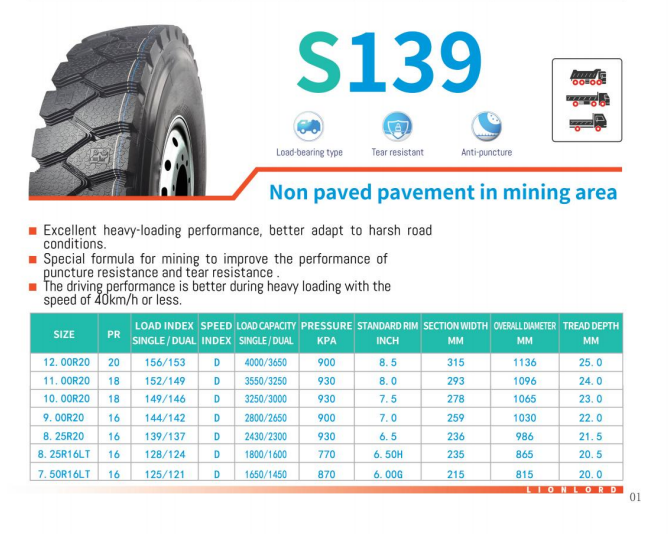 S139
Load-bearing type Tear resistant Anti-puncture
Non paved pavement in mining area
Excellent heavy-loading performance, better adapt to harsh road
conditions.
Special formula for mining to improve the performance of
puncture resistance and tear resistance .
The driving performance is better during heavy loading with the
speed of 40km/h or less.
SIZE PR LOAD INDEX SINGLE/DUAL SPEED INDEX LOAD CAPACITY SINGLE/DUAL PRESSURE KPA STANDARD RIM INCH SECTION WIDTH MM OVERALL DIAMETER MM TREAD DEPTH MM
12.00R20 20 156/153 D 4000/3650 900 8.5 315 1136 25.0
11.00R20 18 152/149 D 3550/3250 930 8.0 293 1096 24.0
10.00R20 18 149/146 D 3250/3000 930 7.5 278 1065 23.0
9.00R20 16 144/142 D 2800/2650 900 7.0 259 1030 22.0
8.25R20 16 139/137 D 2430/2300 930 6.5 236 986 21.5
8.25R16LT 16 128/124 D 1800/1600 770 6.50H 235 865 20.5
7.50R16LT 16 125/121 D 1650/1450 870 6.00G 215 815 20.0
LIONLORD
01